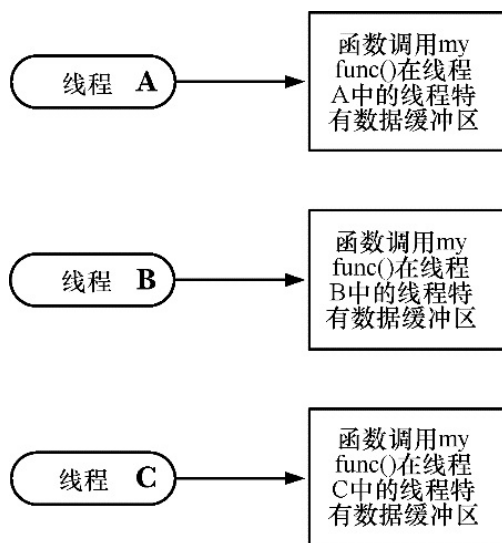 线程 A
函数调用my
func()在线程
A中的线程特
有数据缓冲区
线程 B
函数调用my
func()在线程
B中的线程特
有数据缓冲区
线程 C
函数调用my
func()在线程
C中的线程特
有数据缓冲区